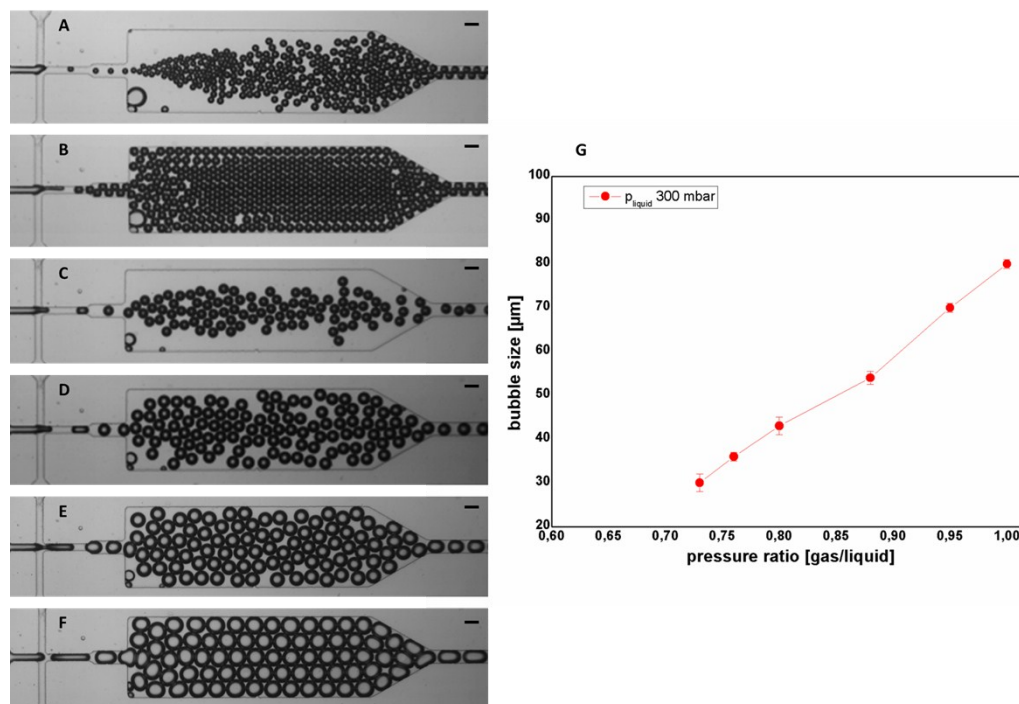 A
B
C
D
E
F
G
p liquid 300 mbar
bubble size [µm]
100
90
80
70
60
50
40
30
20
0,60 0,65 0,70 0,75 0,80 0,85 0,90 0,95 1,00
pressure ratio [gas/liquid]